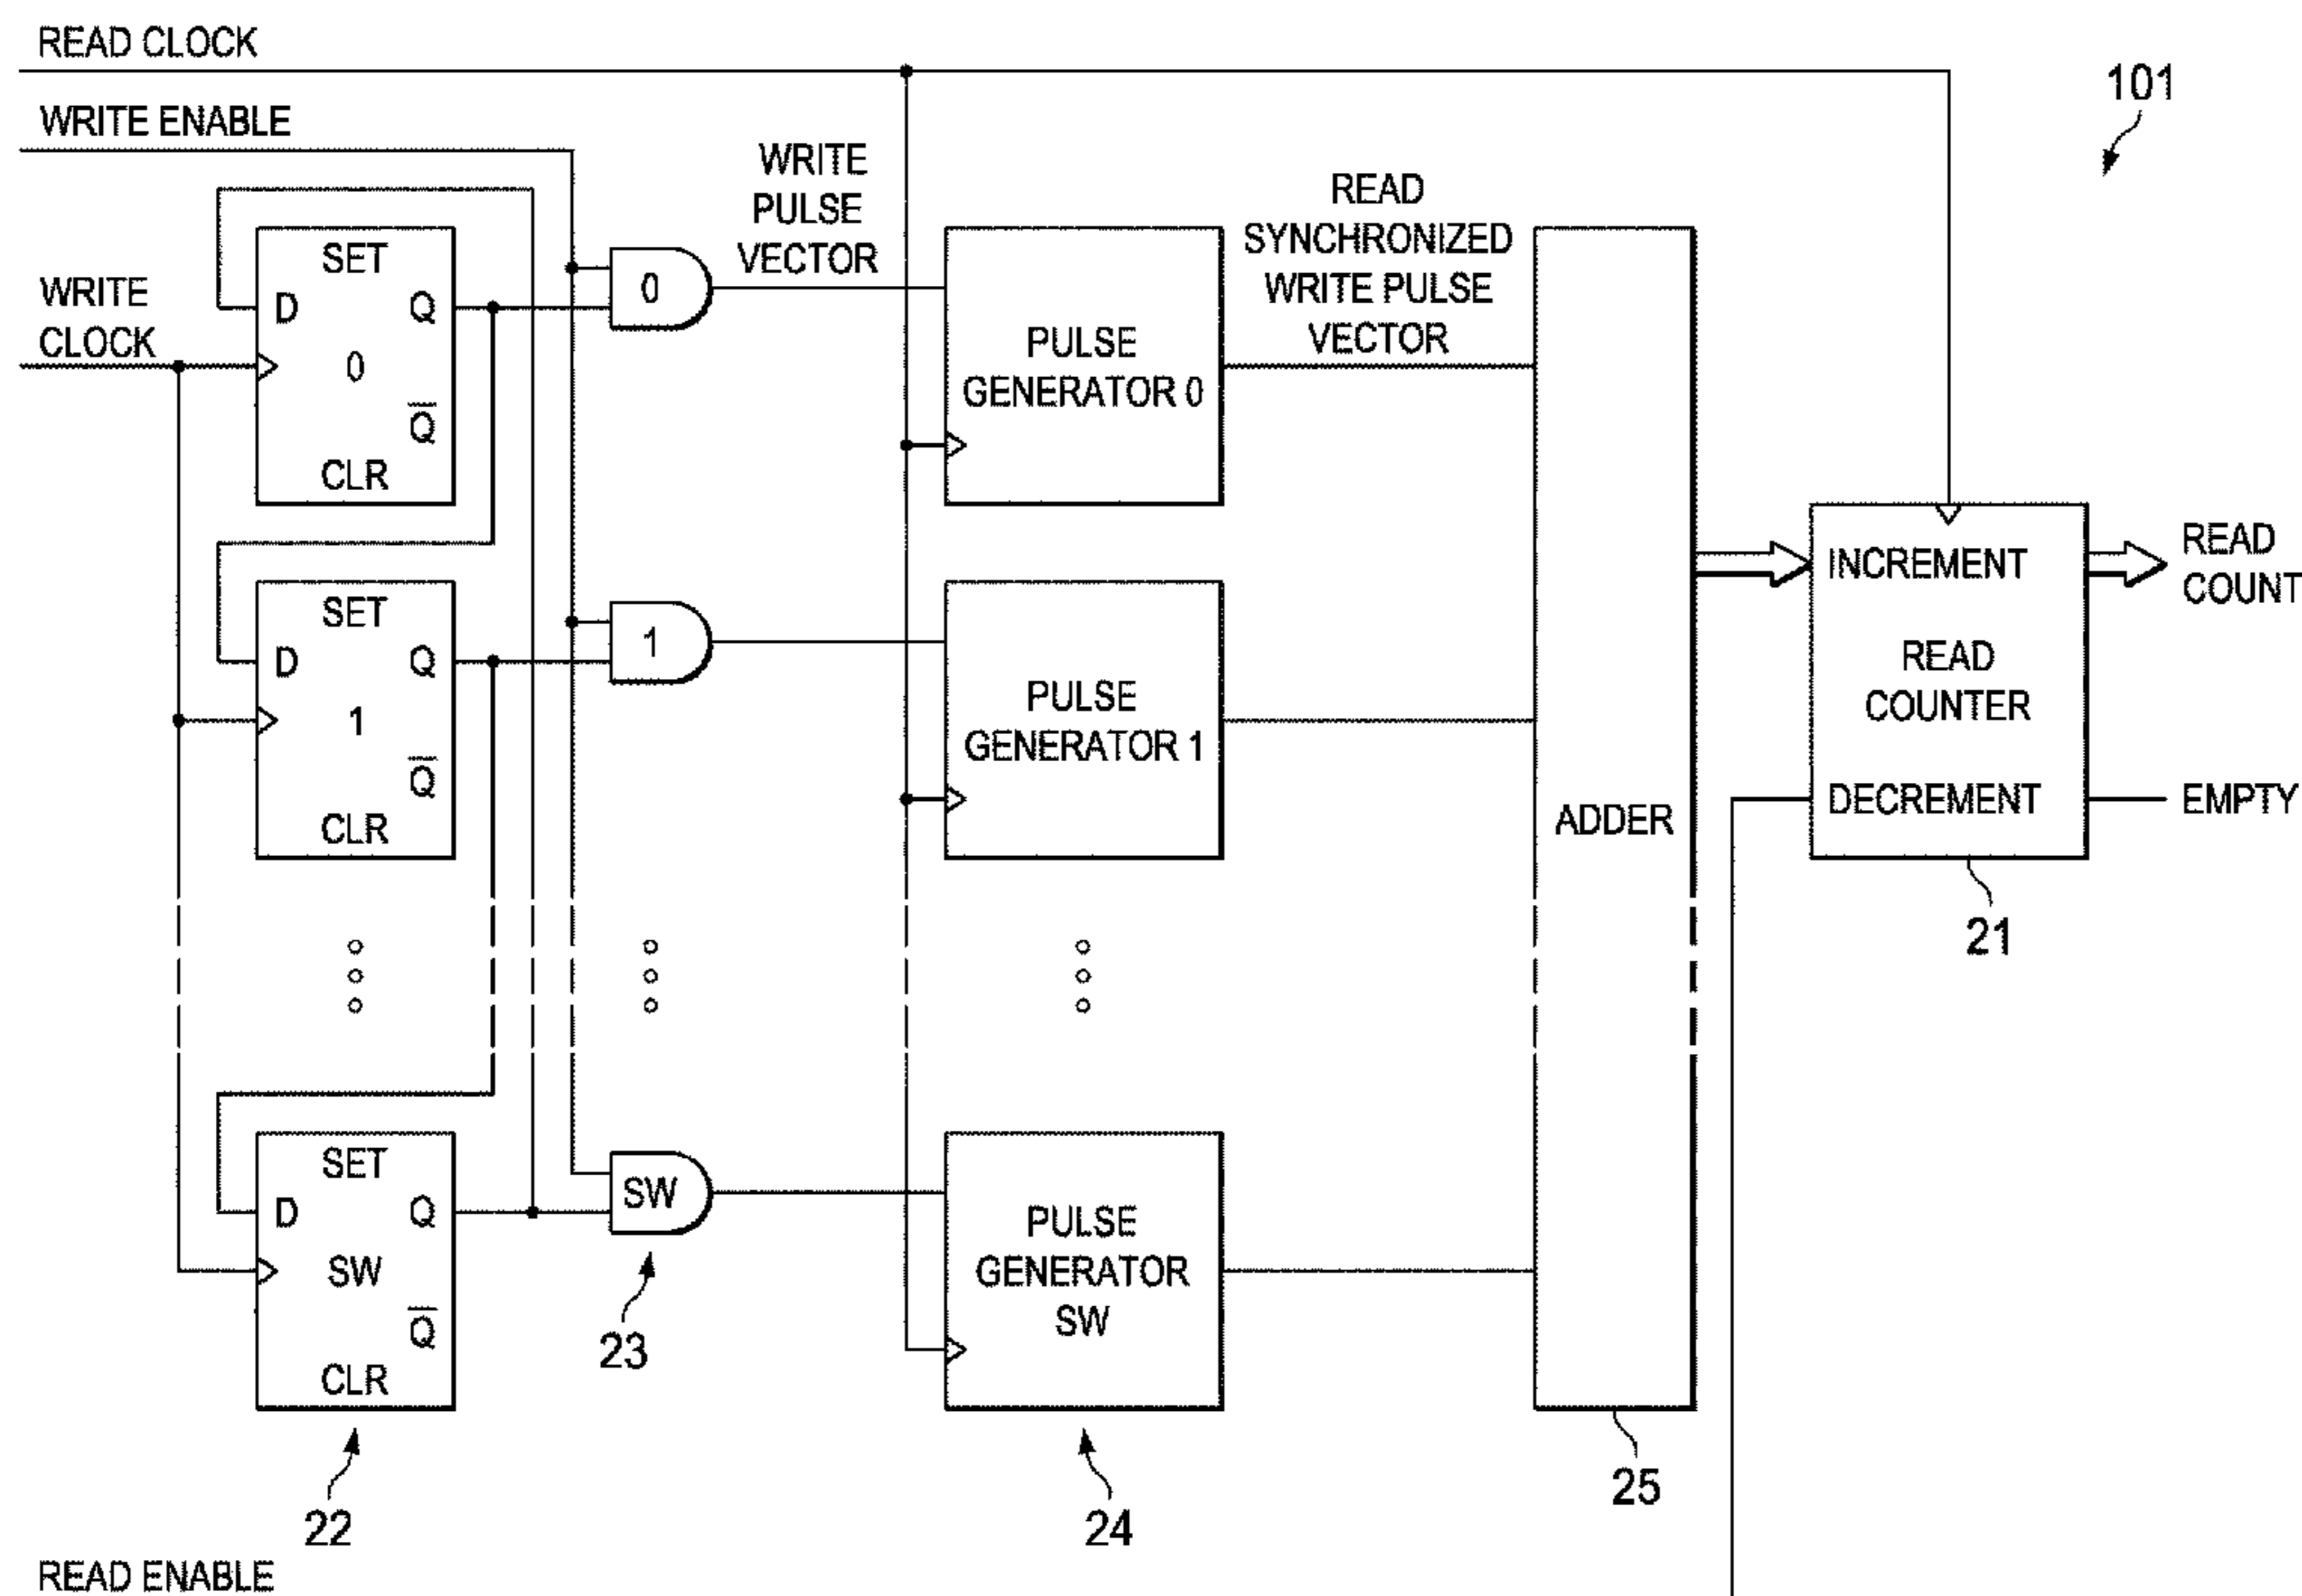 READ CLOCK
101
WRITE ENABLE
WRITE
PULSE
VECTOR
READ
SYNCHRONIZED
WRITE PULSE
VECTOR
WRITE
CLOCK
SET
D Q
0
Q
CLR
0
PULSE
GENERATOR 0
SET
D Q
1
Q
CLR
1
PULSE
GENERATOR 1
ADDER
INCREMENT
READ
COUNTER
DECREMENT
READ
COUNT
EMPTY
21
SET
D Q
SW
Q
CLR
SW
23
PULSE
GENERATOR
SW
22
24
25
READ ENABLE